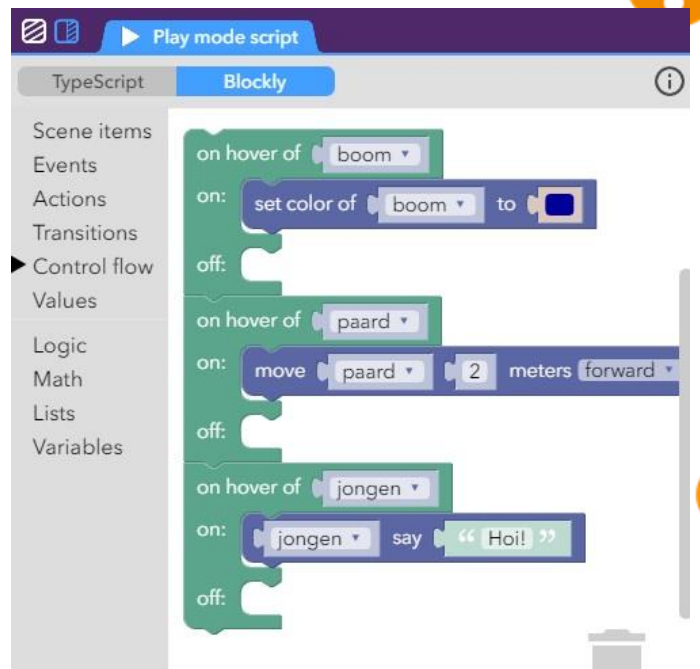 Play mode script
TypeScript
Blockly
Scene items
Events
Actions
Transitions
Control flow
Values
Logic
Math
Lists
Variables
on hover of boom
on: set color of boom to
off:
on hover of paard
on: move paard 2 meters forward
off:
on hover of jongen
on: jongen say “ Hoi! ”
off: